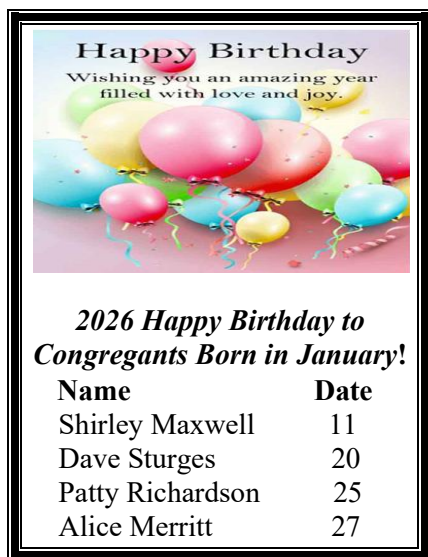 Happy Birthday
Wishing you an amazing year
filled with love and joy.
2026 Happy Birthday to
Congregants Born in January!
Name Date
Shirley Maxwell 11
Dave Sturges 20
Patty Richardson 25
Alice Merritt 27